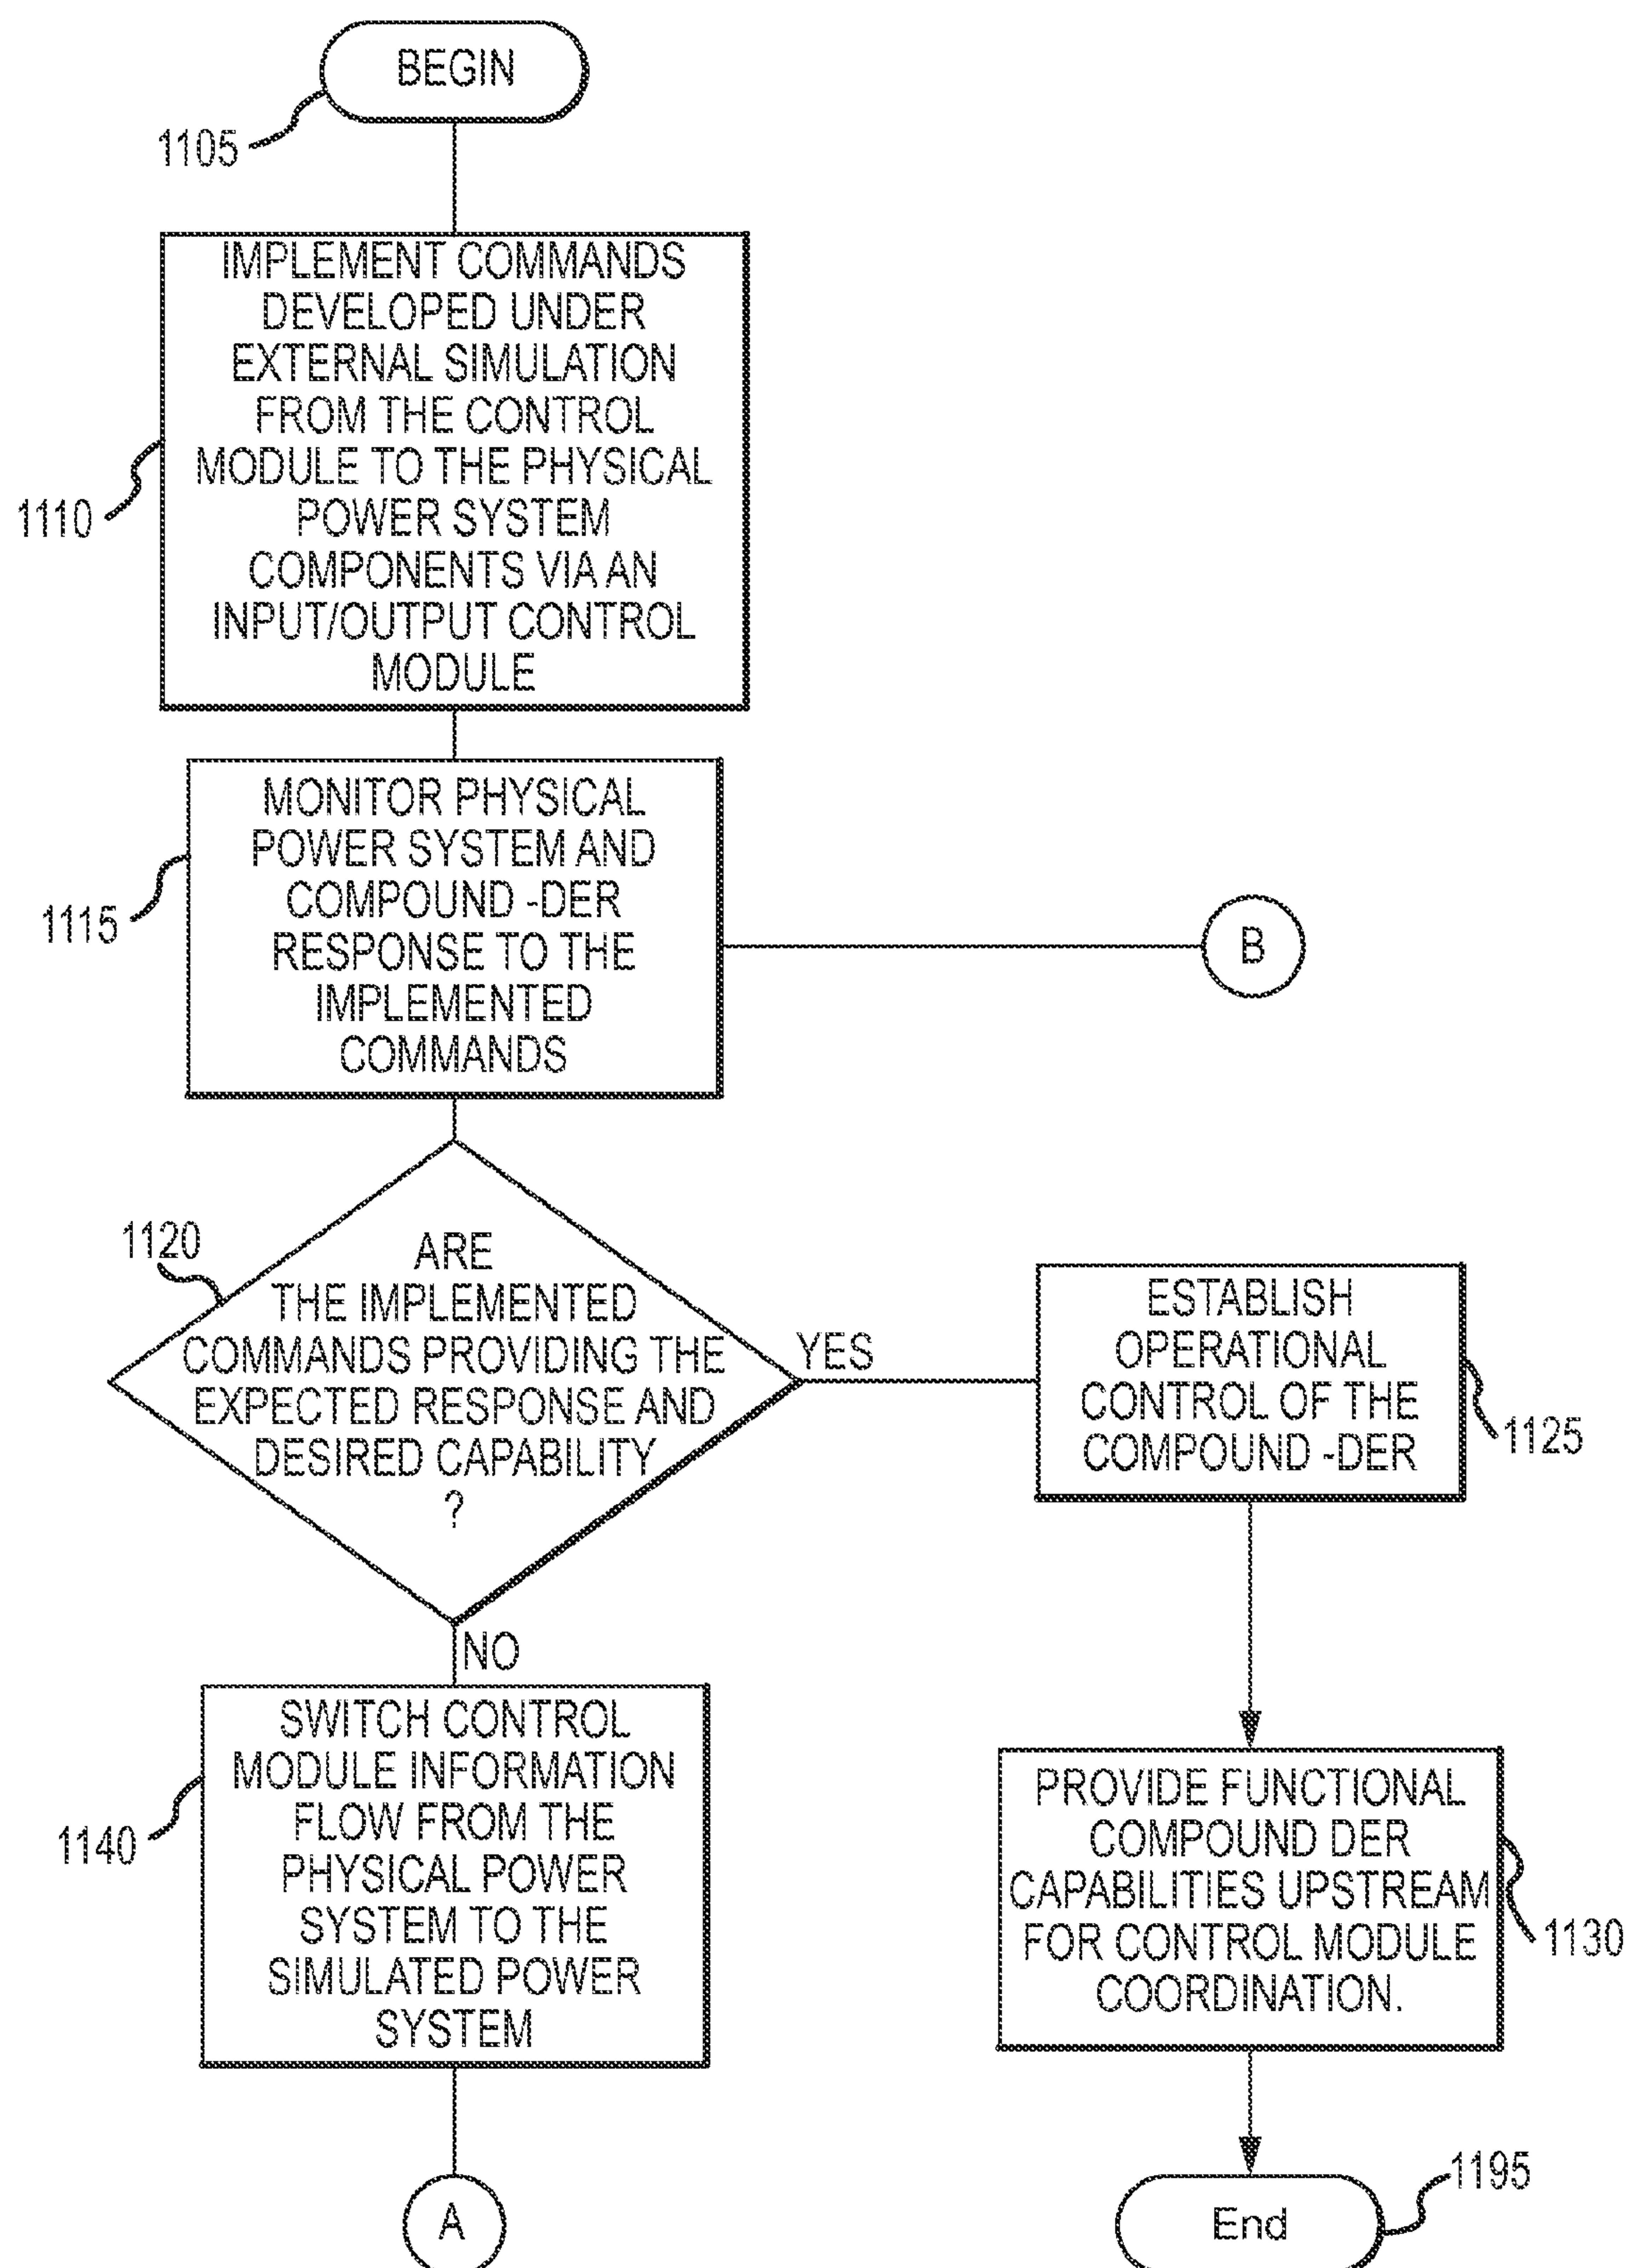 BEGIN
1105
IMPLEMENT COMMANDS
DEVELOPED UNDER
EXTERNAL SIMULATION
FROM THE CONTROL
MODULE TO THE PHYSICAL
POWER SYSTEM
COMPONENTS VIA AN
INPUT/OUTPUT CONTROL
MODULE
1110
MONITOR PHYSICAL
POWER SYSTEM AND
COMPOUND -DER
RESPONSE TO THE
IMPLEMENTED
COMMANDS
1115
B
1120
ARE
THE IMPLEMENTED
COMMANDS PROVIDING THE
EXPECTED RESPONSE AND
DESIRED CAPABILITY
?
YES
ESTABLISH
OPERATIONAL
CONTROL OF THE
COMPOUND -DER
1125
NO
SWITCH CONTROL
MODULE INFORMATION
FLOW FROM THE
PHYSICAL POWER
SYSTEM TO THE
SIMULATED POWER
SYSTEM
1140
PROVIDE FUNCTIONAL
COMPOUND DER
CAPABILITIES UPSTREAM
FOR CONTROL MODULE
COORDINATION.
1130
A
End
1195